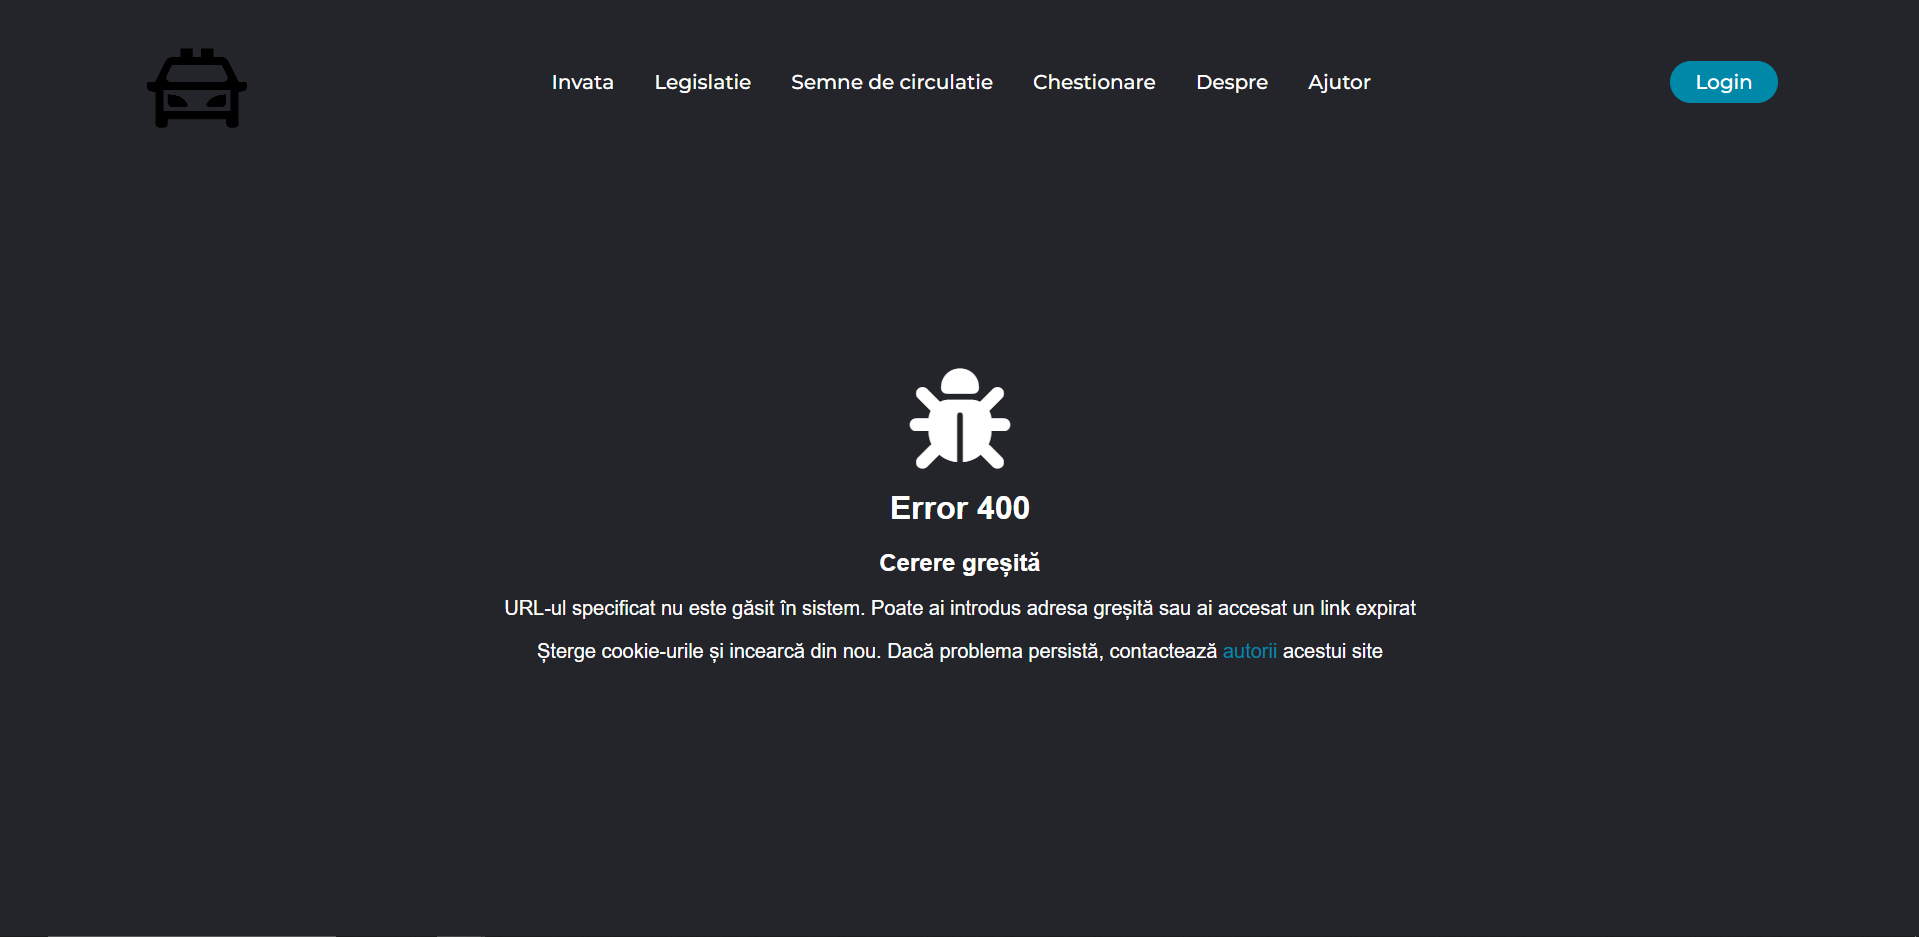 Invata Legislatie Semne de circulatie Chestionare Despre Ajutor Login
Error 400
Cerere greșită
URL-ul specificat nu este găsit în sistem. Poate ai introdus adresa greșită sau ai accesat un link expirat
Șterge cookie-urile și incearcă din nou. Dacă problema persistă, contactează autorii acestui site